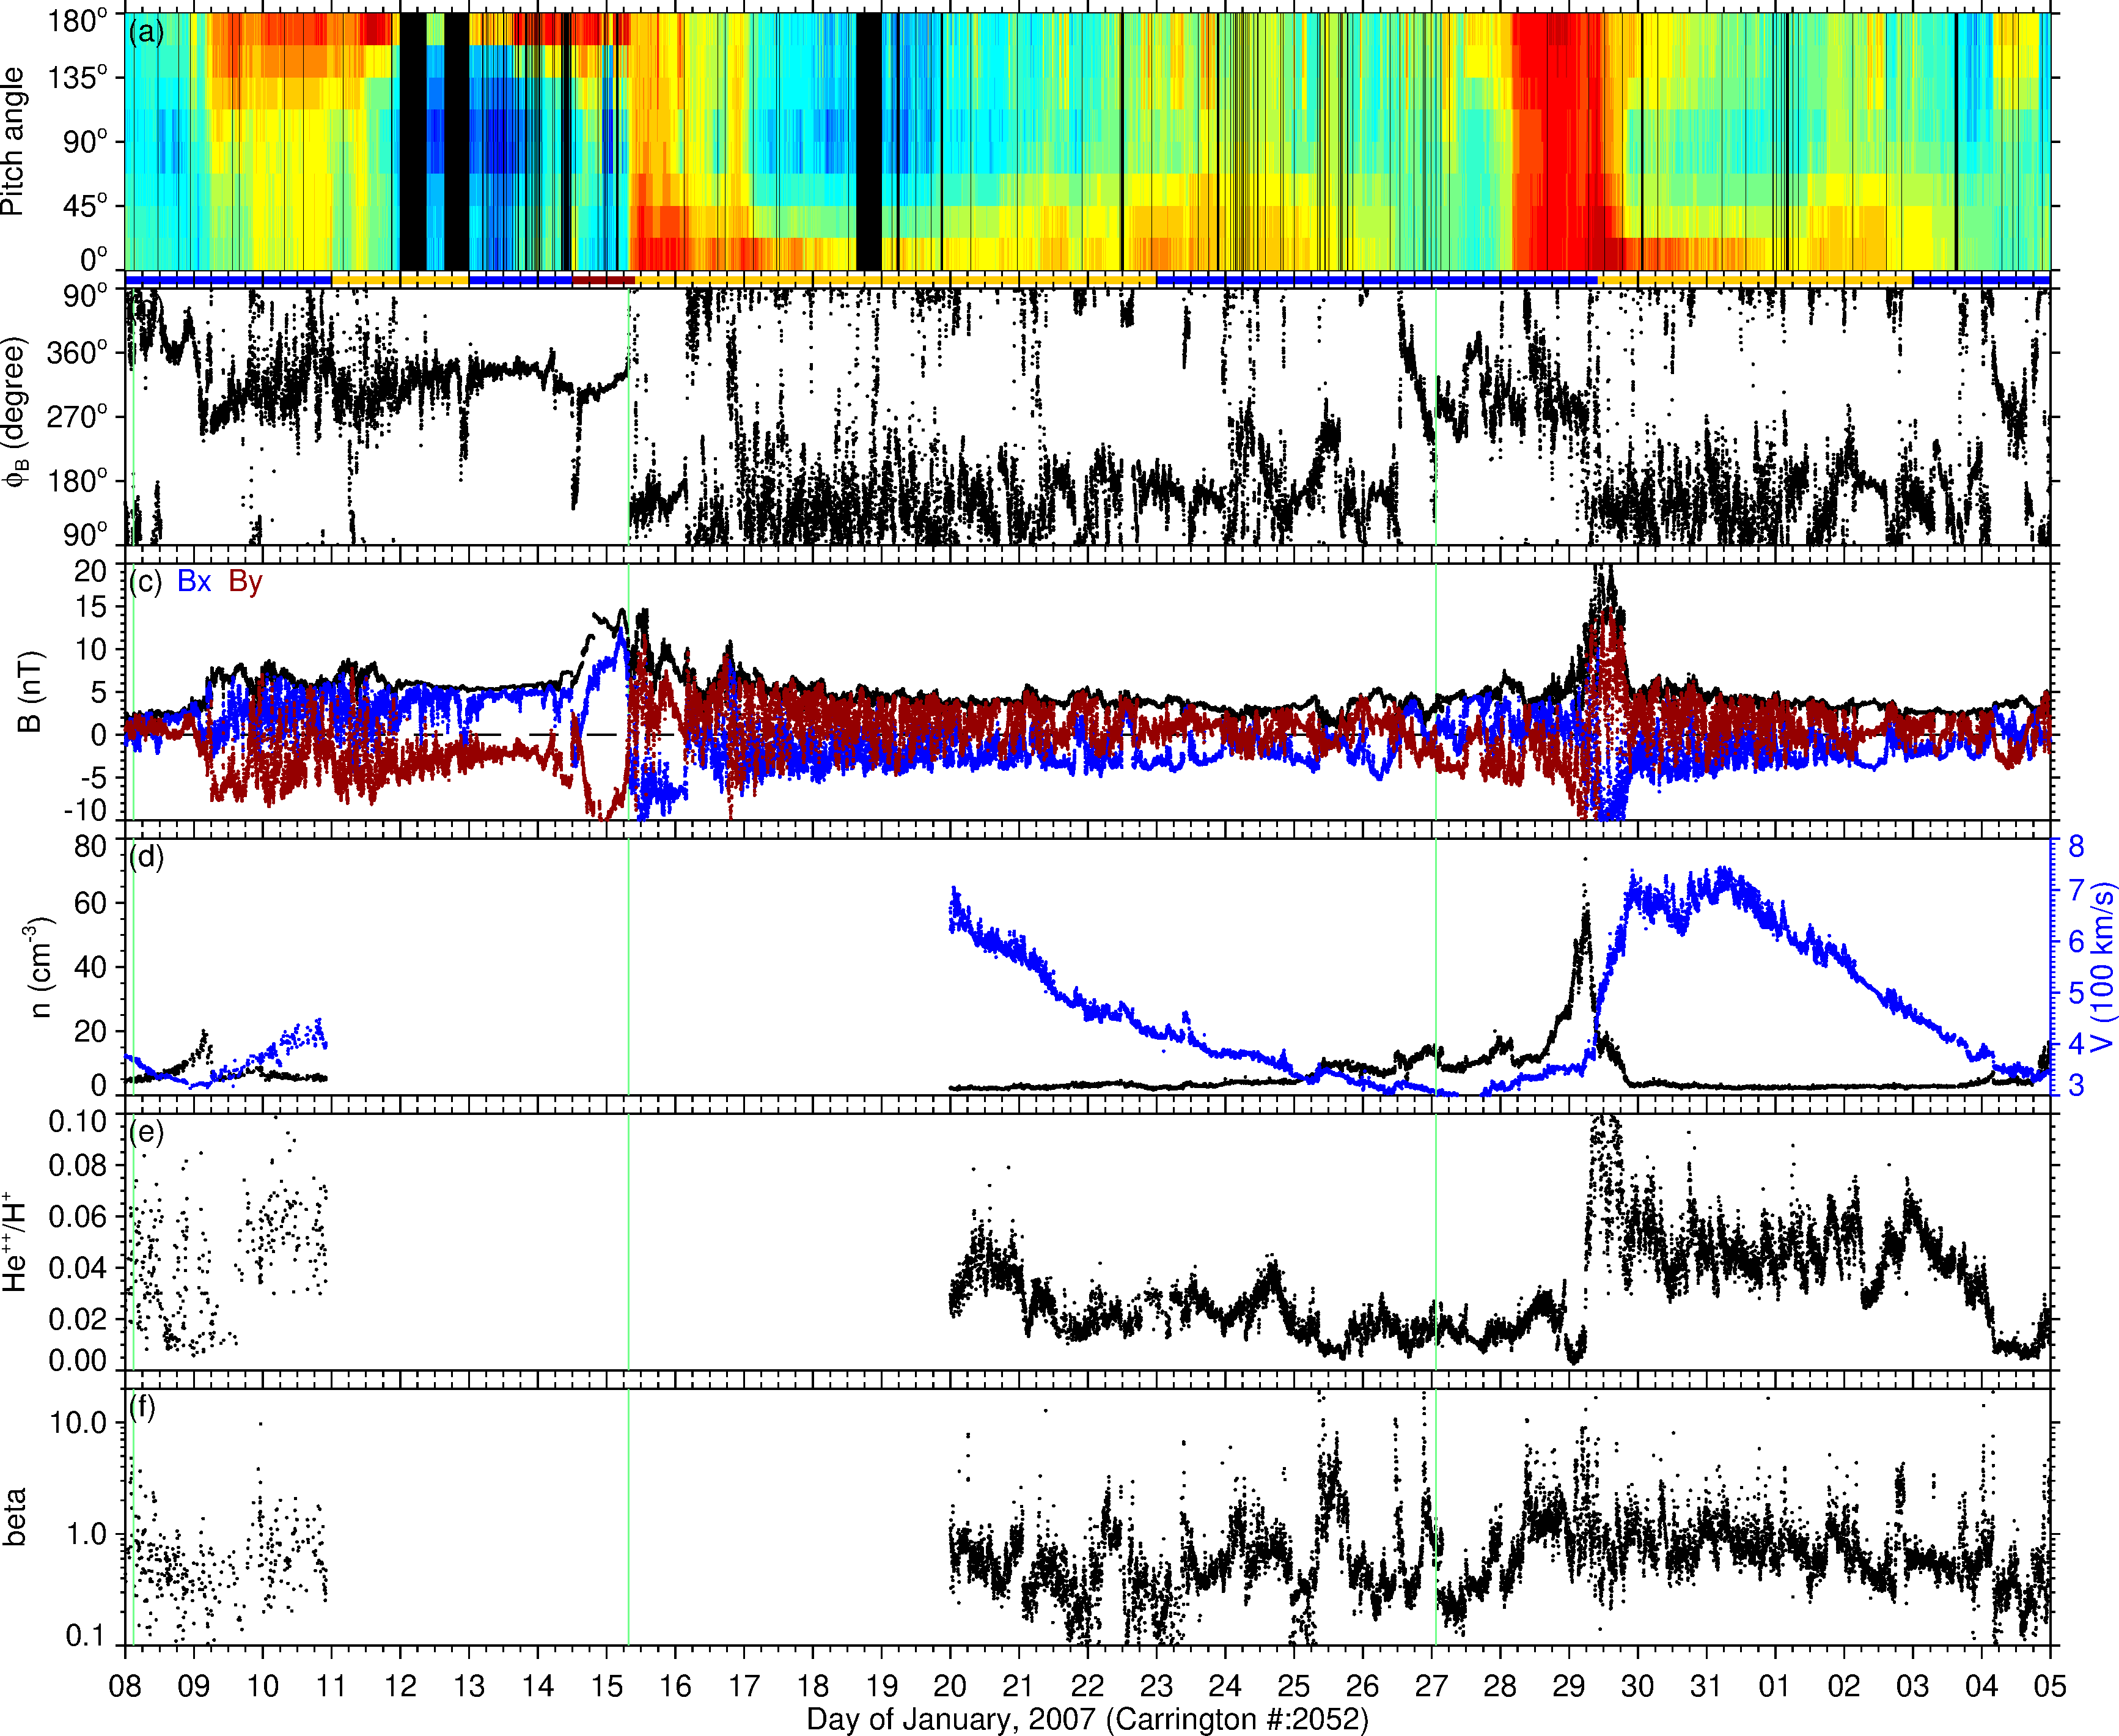 (a)
180°
135°
90°
45°
0°
Pitch angle
90°
360°
270°
180°
90°
ϕB (degree)
(c) Bx By
20
15
10
5
0
-5
-10
B (nT)
(d)
80
60
40
20
0
n (cm-3)
8
7
6
5
4
3
V (100 km/s)
(e)
0.10
0.08
0.06
0.04
0.02
0.00
He++/H+
(f)
10.0
1.0
0.1
beta
08 09 10 11 12 13 14 15 16 17 18 19 20 21 22 23 24 25 26 27 28 29 30 31 01 02 03 04 05
Day of January, 2007 (Carrington #:2052)